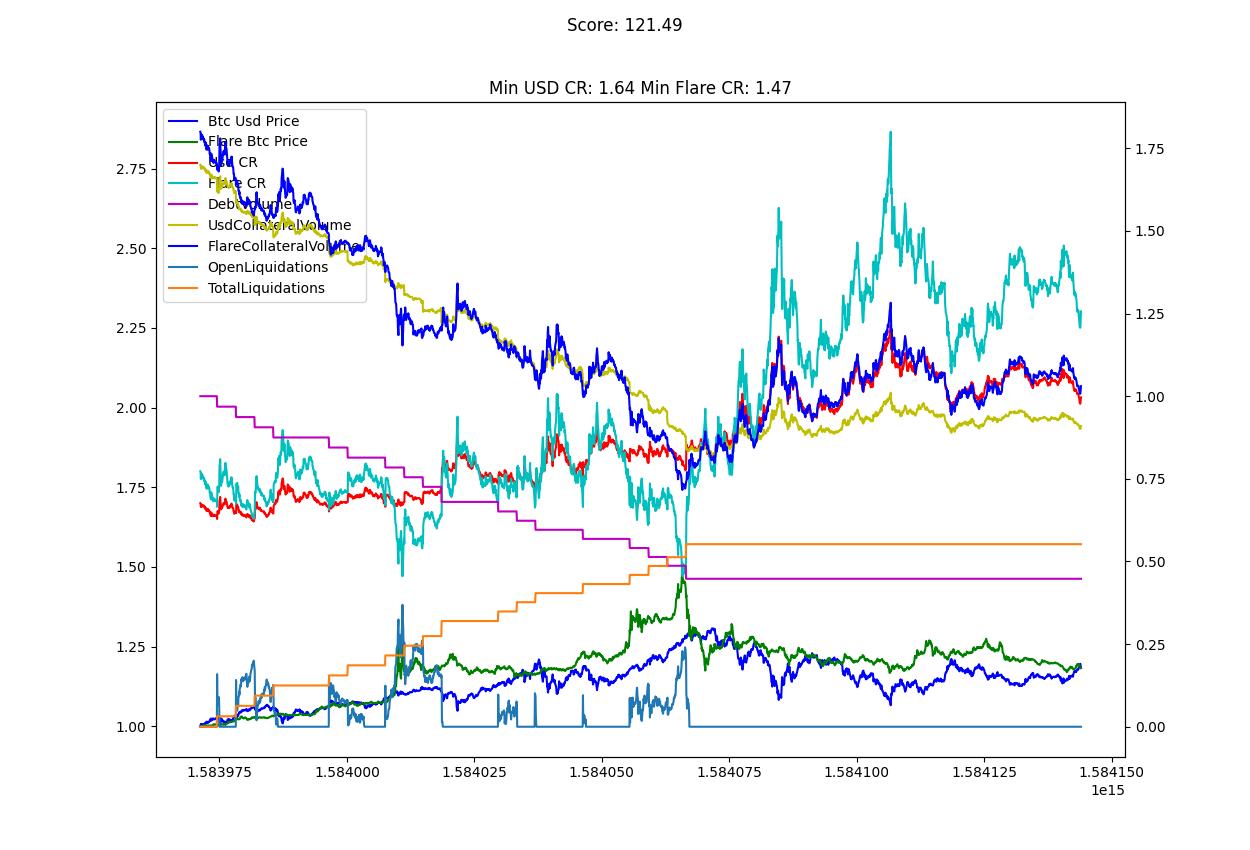 Score: 121.49
Min USD CR: 1.64 Min Flare CR: 1.47
Btc Usd Price
Flare Btc Price
Usd CR
Flare CR
DebtVolume
UsdCollateralVolume
FlareCollateralVolume
OpenLiquidations
TotalLiquidations
2.75
2.50
2.25
2.00
1.75
1.50
1.25
1.00
1.75
1.50
1.25
1.00
0.75
0.50
0.25
0.00
1.583975
1.584000
1.584025
1.584050
1.584075
1.584100
1.584125
1.584150
1e15